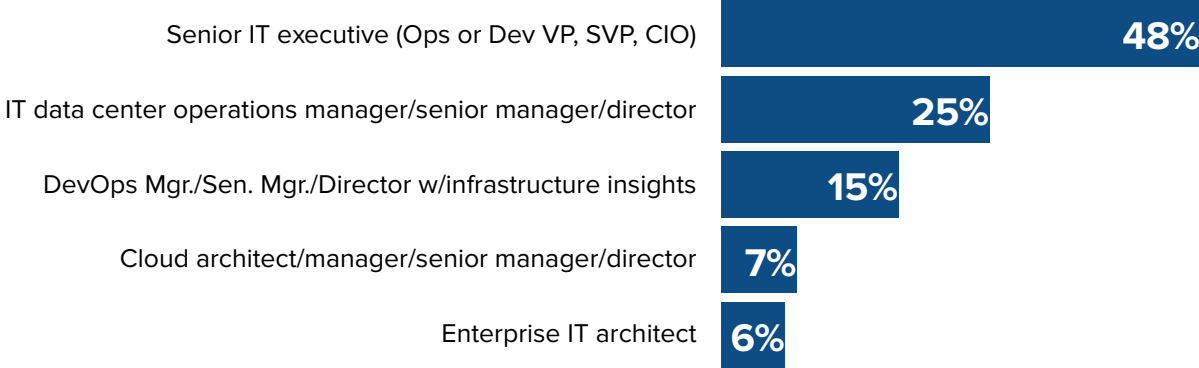 Senior IT executive (Ops or Dev VP, SVP, CIO) 48%
IT data center operations manager/senior manager/director 25%
DevOps Mgr./Sen. Mgr./Director w/infrastructure insights 15%
Cloud architect/manager/senior manager/director 7%
Enterprise IT architect 6%